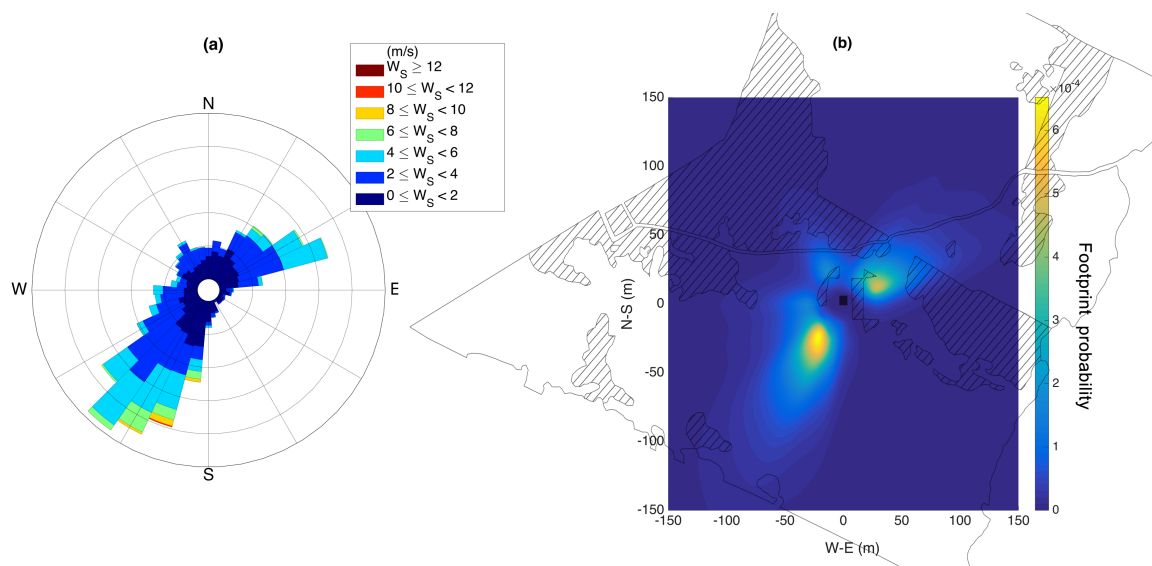 (a)
(m/s)
W_S ≥ 12
10 ≤ W_S < 12
8 ≤ W_S < 10
6 ≤ W_S < 8
4 ≤ W_S < 6
2 ≤ W_S < 4
0 ≤ W_S < 2
N
W
E
S
(b)
150
100
50
0
-50
-100
-150
N-S (m)
-150
-100
-50
0
50
100
150
W-E (m)
×10⁻⁴
6
5
4
3
2
1
0
Footprint probability